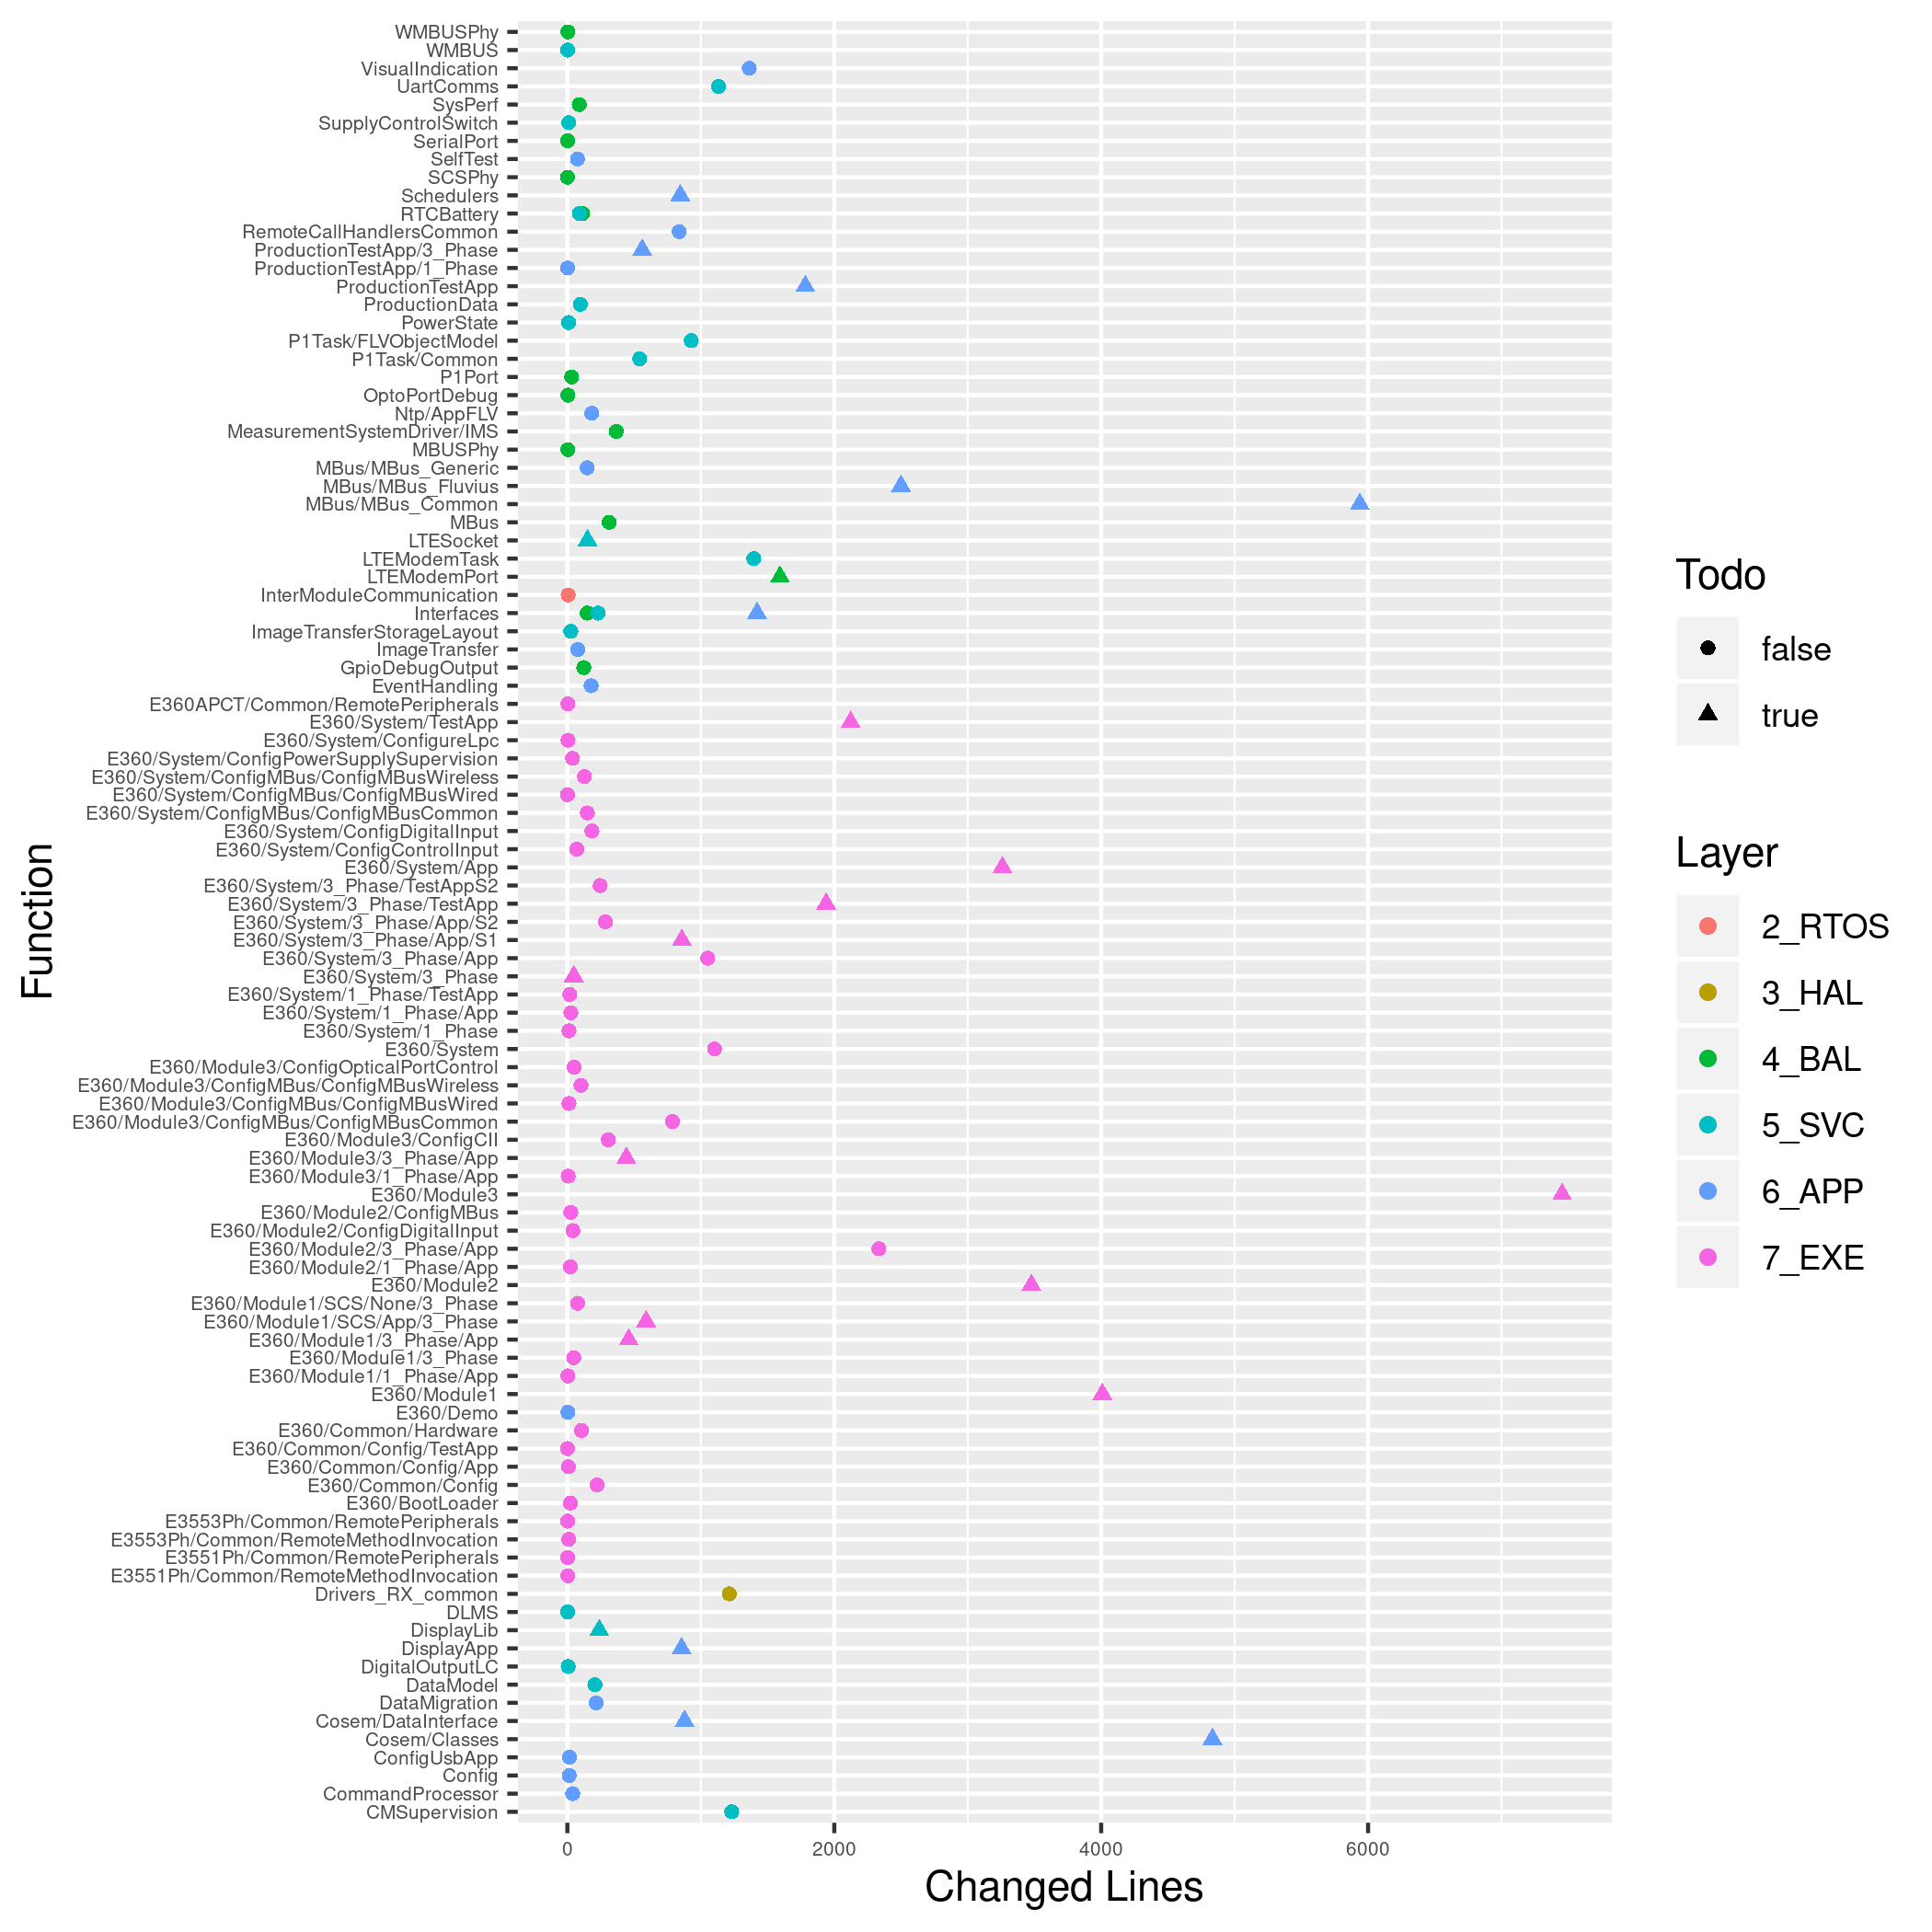 WMBUSPhy
WMBUS
VisualIndication
UartComms
SysPerf
SupplyControlSwitch
SerialPort
SelfTest
SCSPhy
Schedulers
RTCBattery
RemoteCallHandlersCommon
ProductionTestApp/3_Phase
ProductionTestApp/1_Phase
ProductionTestApp
ProductionData
PowerState
P1Task/FLVObjectModel
P1Task/Common
P1Port
OptoPortDebug
Ntp/AppFLV
MeasurementSystemDriver/IMS
MBUSPhy
MBus/MBus_Generic
MBus/MBus_Fluvius
MBus/MBus_Common
MBus
LTESocket
LTEModemTask
LTEModemPort
InterModuleCommunication
Interfaces
ImageTransferStorageLayout
ImageTransfer
GpioDebugOutput
EventHandling
E360APCT/Common/RemotePeripherals
E360/System/TestApp
E360/System/ConfigureLpc
E360/System/ConfigPowerSupplySupervision
E360/System/ConfigMBus/ConfigMBusWireless
E360/System/ConfigMBus/ConfigMBusWired
E360/System/ConfigMBus/ConfigMBusCommon
E360/System/ConfigDigitalInput
E360/System/ConfigControlInput
E360/System/App
E360/System/3_Phase/TestAppS2
E360/System/3_Phase/TestApp
E360/System/3_Phase/App/S2
E360/System/3_Phase/App/S1
E360/System/3_Phase/App
E360/System/3_Phase
E360/System/1_Phase/TestApp
E360/System/1_Phase/App
E360/System/1_Phase
E360/System
E360/Module3/ConfigOpticalPortControl
E360/Module3/ConfigMBus/ConfigMBusWireless
E360/Module3/ConfigMBus/ConfigMBusWired
E360/Module3/ConfigMBus/ConfigMBusCommon
E360/Module3/ConfigCII
E360/Module3/3_Phase/App
E360/Module3/1_Phase/App
E360/Module3
E360/Module2/ConfigMBus
E360/Module2/ConfigDigitalInput
E360/Module2/3_Phase/App
E360/Module2/1_Phase/App
E360/Module2
E360/Module1/SCS/None/3_Phase
E360/Module1/SCS/App/3_Phase
E360/Module1/3_Phase/App
E360/Module1/3_Phase
E360/Module1/1_Phase/App
E360/Module1
E360/Demo
E360/Common/Hardware
E360/Common/Config/TestApp
E360/Common/Config/App
E360/Common/Config
E360/BootLoader
E3553Ph/Common/RemotePeripherals
E3553Ph/Common/RemoteMethodInvocation
E3551Ph/Common/RemotePeripherals
E3551Ph/Common/RemoteMethodInvocation
Drivers_RX_common
DLMS
DisplayLib
DisplayApp
DigitalOutputLC
DataModel
DataMigration
Cosem/DataInterface
Cosem/Classes
ConfigUsbApp
Config
CommandProcessor
CMSupervision
Function
0 2000 4000 6000
Changed Lines
Todo
false
true
Layer
2_RTOS
3_HAL
4_BAL
5_SVC
6_APP
7_EXE